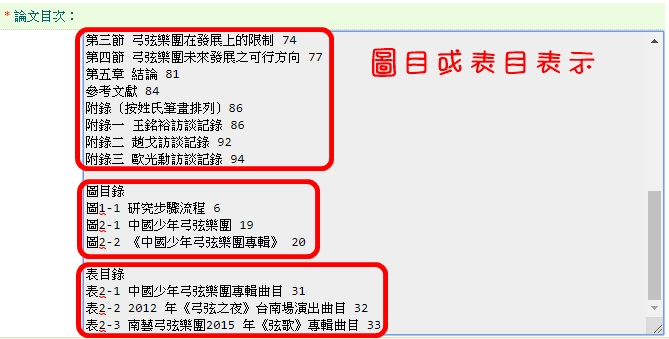 * 論文目次：
第三節 弓弦樂團在發展上的限制 74
第四節 弓弦樂團未來發展之可行方向 77
第五章 結論 81
參考文獻 84
附錄〔按姓氏筆畫排列〕86
附錄一 王銘裕訪談記錄 86
附錄二 趙戈訪談記錄 92
附錄三 歐光勳訪談記錄 94
圖目或表目表示
圖目錄
圖1-1 研究步驟流程 6
圖2-1 中國少年弓弦樂團 19
圖2-2 《中國少年弓弦樂團專輯》 20
表目錄
表2-1 中國少年弓弦樂團專輯曲目 31
表2-2 2012 年《弓弦之夜》台南場演出曲目 32
表2-3 南藝弓弦樂團2015 年《弦歌》專輯曲目 33